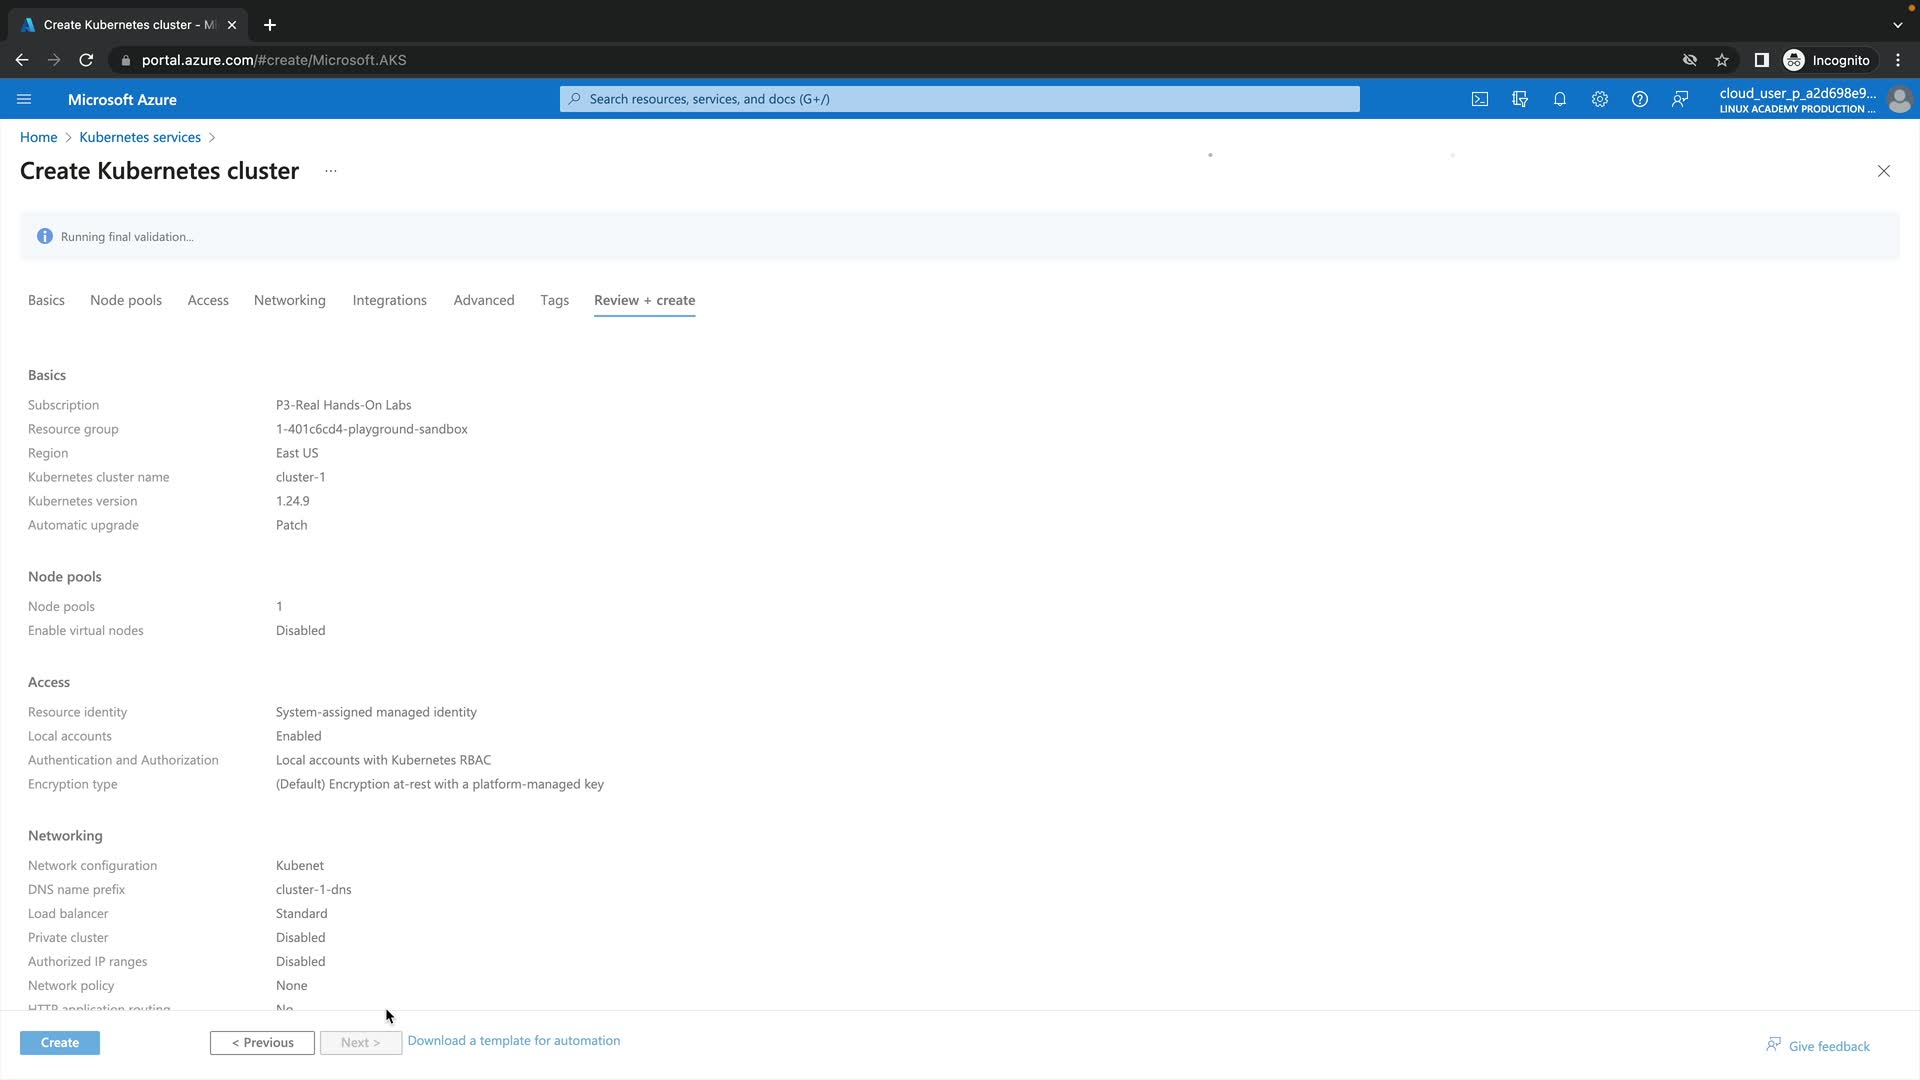 Create Kubernetes cluster - Mi
portal.azure.com/#create/Microsoft.AKS
Incognito
Microsoft Azure
Search resources, services, and docs (G+/)
cloud_user_p_a2d698e9...
LINUX ACADEMY PRODUCTION ...
Home > Kubernetes services >
Create Kubernetes cluster ...
Running final validation...
Basics Node pools Access Networking Integrations Advanced Tags Review + create
Basics
Subscription P3-Real Hands-On Labs
Resource group 1-401c6cd4-playground-sandbox
Region East US
Kubernetes cluster name cluster-1
Kubernetes version 1.24.9
Automatic upgrade Patch
Node pools
Node pools 1
Enable virtual nodes Disabled
Access
Resource identity System-assigned managed identity
Local accounts Enabled
Authentication and Authorization Local accounts with Kubernetes RBAC
Encryption type (Default) Encryption at-rest with a platform-managed key
Networking
Network configuration Kubenet
DNS name prefix cluster-1-dns
Load balancer Standard
Private cluster Disabled
Authorized IP ranges Disabled
Network policy None
HTTP application routing No
Create < Previous Next > Download a template for automation
Give feedback